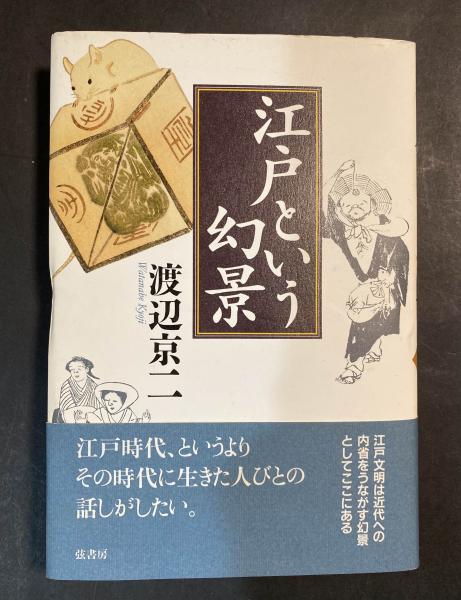 江戸という
幻景
渡辺京二
Watanabe Kyoji
江戸文明は近代への
内省をうながす幻景
としてここにある
江戸時代、というより
その時代に生きた人びとの
話しがしたい。
弦書房